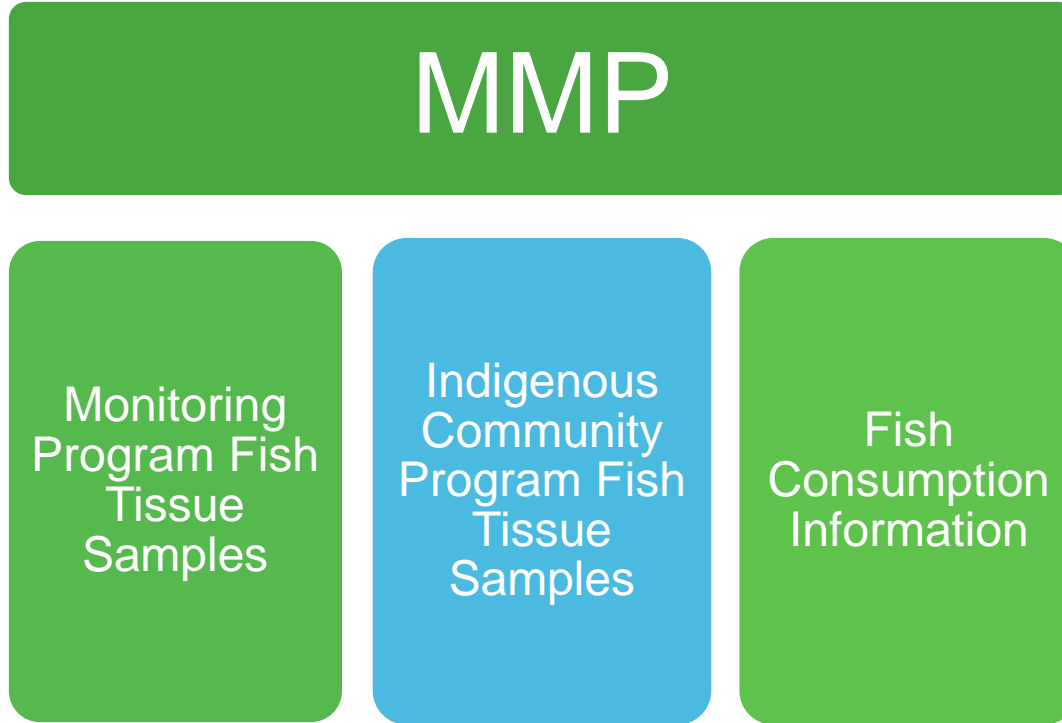 MMP
Monitoring
Program Fish
Tissue
Samples
Indigenous
Community
Program Fish
Tissue
Samples
Fish
Consumption
Information